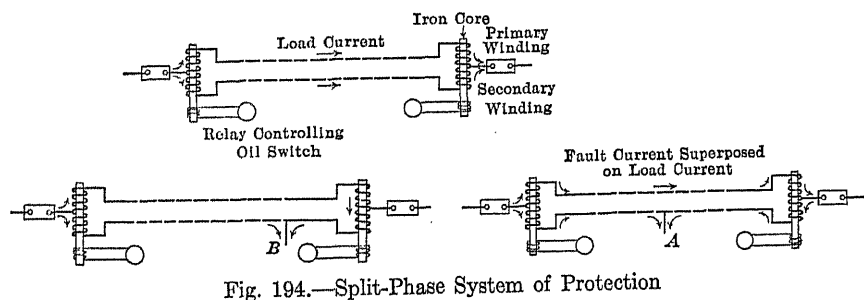 Iron Core
Load Current
Primary
Winding
Secondary
Winding
Relay Controlling
Oil Switch
Fault Current Superposed
on Load Current
B
A
Fig. 194.—Split-Phase System of Protection